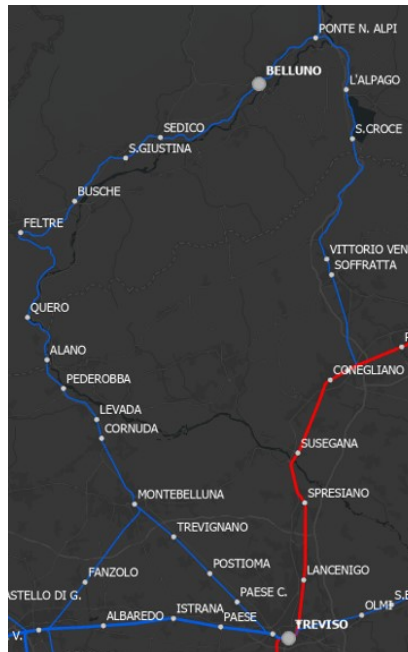 PONTE N. ALPI
BELLUNO
L'ALPAGO
S.CROCE
SEDICO
S.GIUSTINA
BUSCHE
FELTRE
VITTORIO VEN
SOFFRATTA
QUERO
ALANO
PEDEROBBA
CONEGLIANO
LEVADA
CORNUDA
SUSEGANA
MONTEBELLUNA
SPRESIANO
TREVIGNANO
FANZOLO
POSTIOMA
LANCENIGO
ASTELLO DI G.
PAESE C.
ALBAREDO
ISTRANA
PAESE
TREVISO
OLMI
S.B
V.